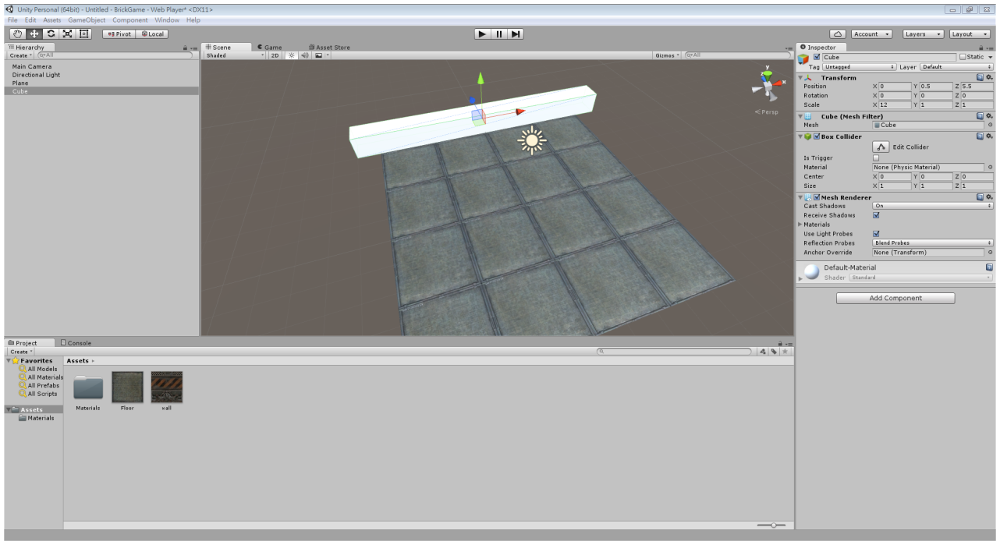 Unity Personal (64bit) - Untitled - BrickGame - Web Player* <DX11>
File Edit Assets GameObject Component Window Help
Pivot Local Account Layers Layout
Hierarchy
Create All
Main Camera
Directional Light
Plane
Cube
Scene Game Asset Store
Shaded 2D Gizmos All
y
z
x
Persp
Inspector
Cube Static
Tag Untagged Layer Default
Transform
Position X 0 Y 0.5 Z 5.5
Rotation X 0 Y 0 Z 0
Scale X 12 Y 1 Z 1
Cube (Mesh Filter)
Mesh Cube
Box Collider
Edit Collider
Is Trigger
Material None (Physic Material)
Center X 0 Y 0 Z 0
Size X 1 Y 1 Z 1
Mesh Renderer
Cast Shadows On
Receive Shadows
Materials
Use Light Probes
Reflection Probes Blend Probes
Anchor Override None (Transform)
Default-Material
Shader Standard
Add Component
Project Console
Create
Favorites
All Models
All Materials
All Prefabs
All Scripts
Assets
Materials
Assets
Materials Floor wall